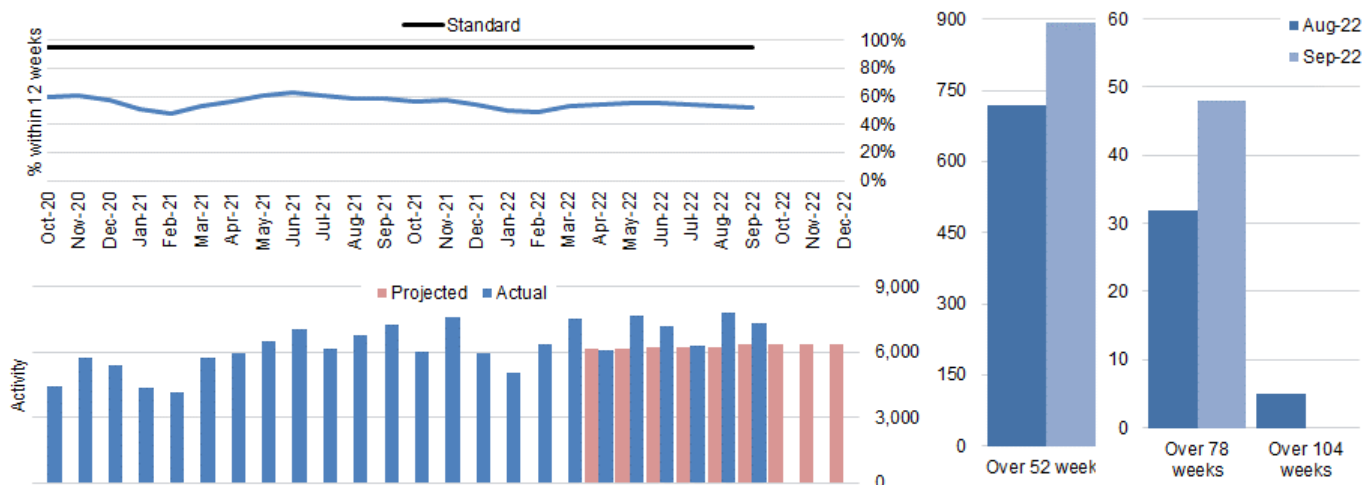 Standard
% within 12 weeks
100%
80%
60%
40%
20%
0%
Oct-20
Nov-20
Dec-20
Jan-21
Feb-21
Mar-21
Apr-21
May-21
Jun-21
Jul-21
Aug-21
Sep-21
Oct-21
Nov-21
Dec-21
Jan-22
Feb-22
Mar-22
Apr-22
May-22
Jun-22
Jul-22
Aug-22
Sep-22
Oct-22
Nov-22
Dec-22
Projected
Actual
Activity
9,000
6,000
3,000
0
900
750
600
450
300
150
0
Over 52 week
60
50
40
30
20
10
0
Aug-22
Sep-22
Over 78
weeks
Over 104
weeks